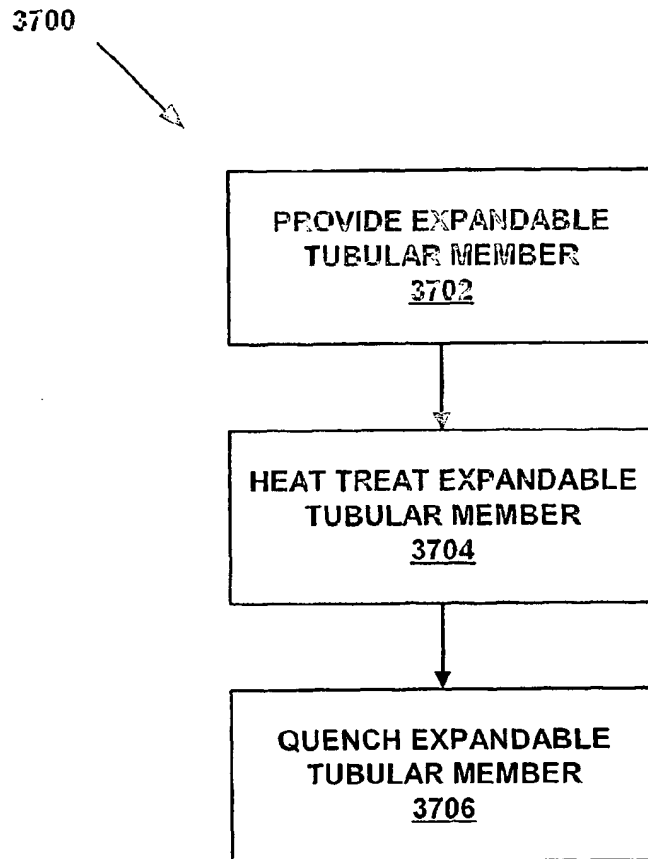 3700
PROVIDE EXPANDABLE
TUBULAR MEMBER
3702
HEAT TREAT EXPANDABLE
TUBULAR MEMBER
3704
QUENCH EXPANDABLE
TUBULAR MEMBER
3706